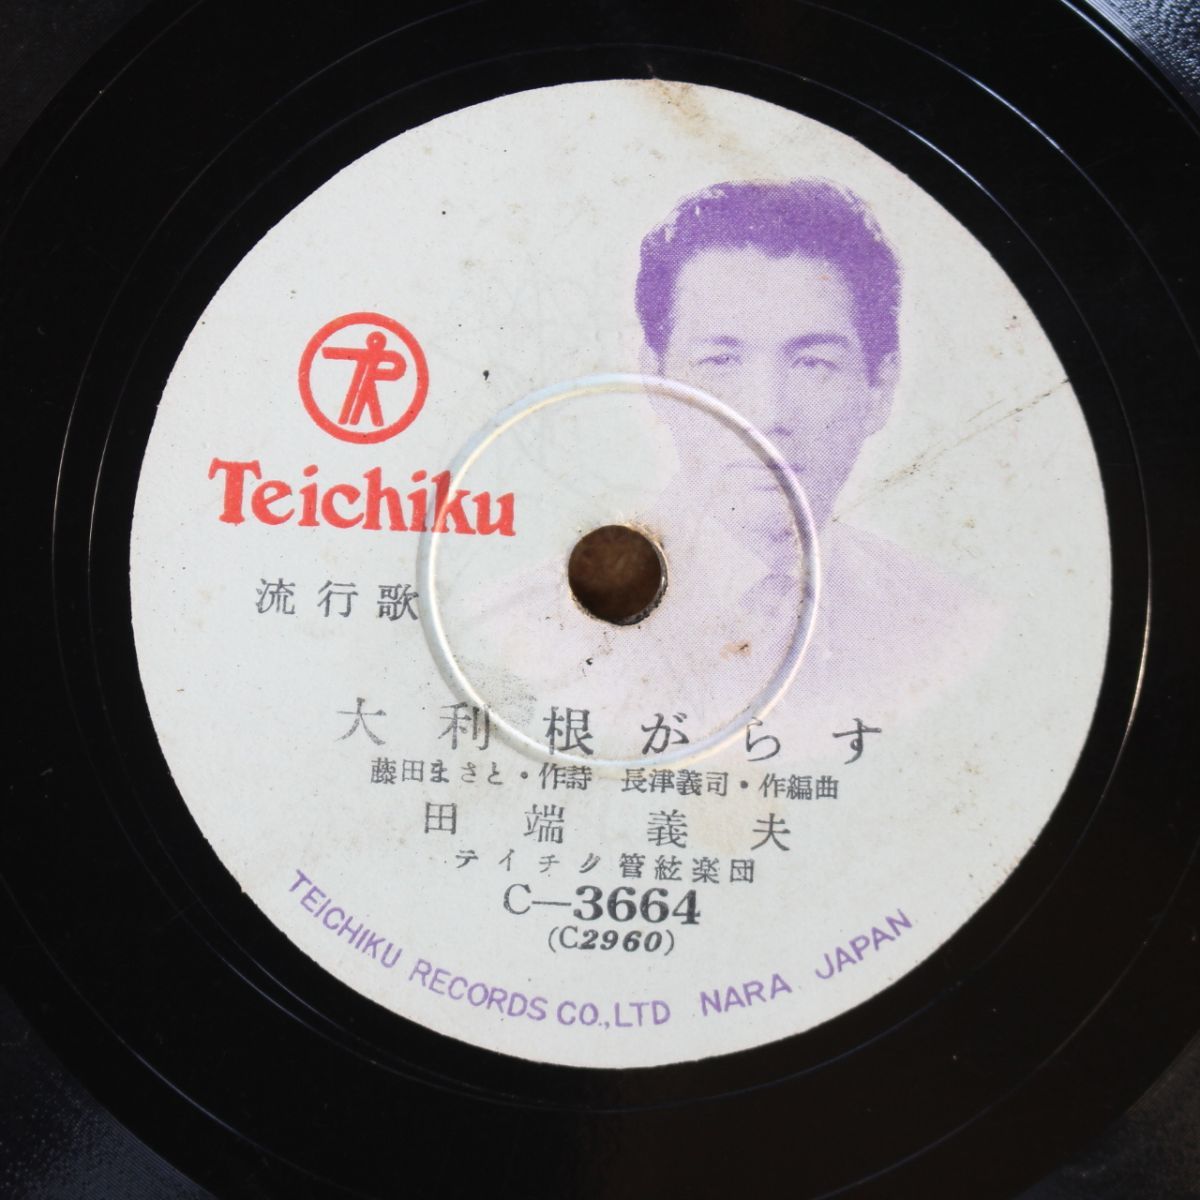 Teichiku
流行歌
大利根がらす
藤田まさと・作詩 長津義司・作編曲
田端義夫
テイチク管絃楽団
C—3664
(C2960)
TEICHIKU RECORDS CO.,LTD NARA JAPAN